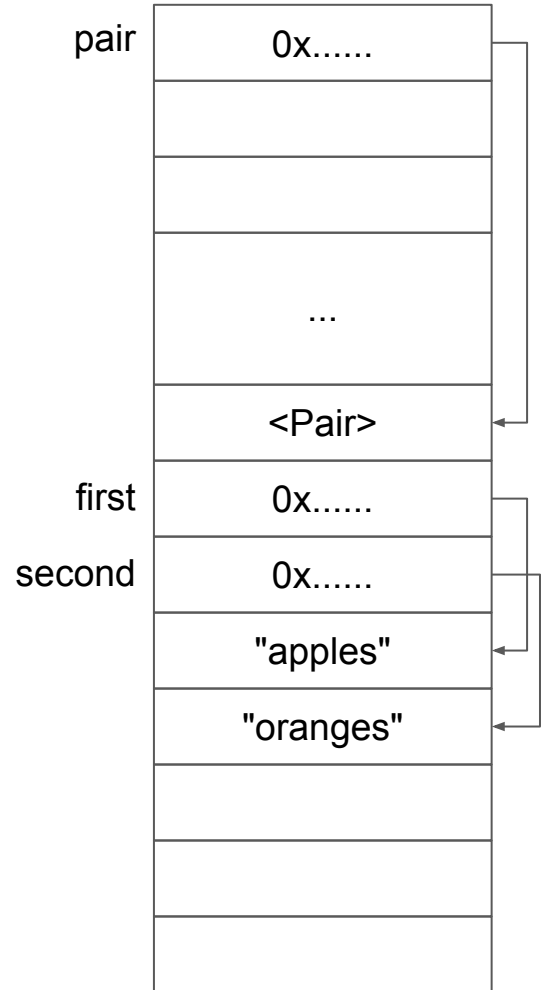 pair 0x......
...
<Pair>
first 0x......
second 0x......
"apples"
"oranges"